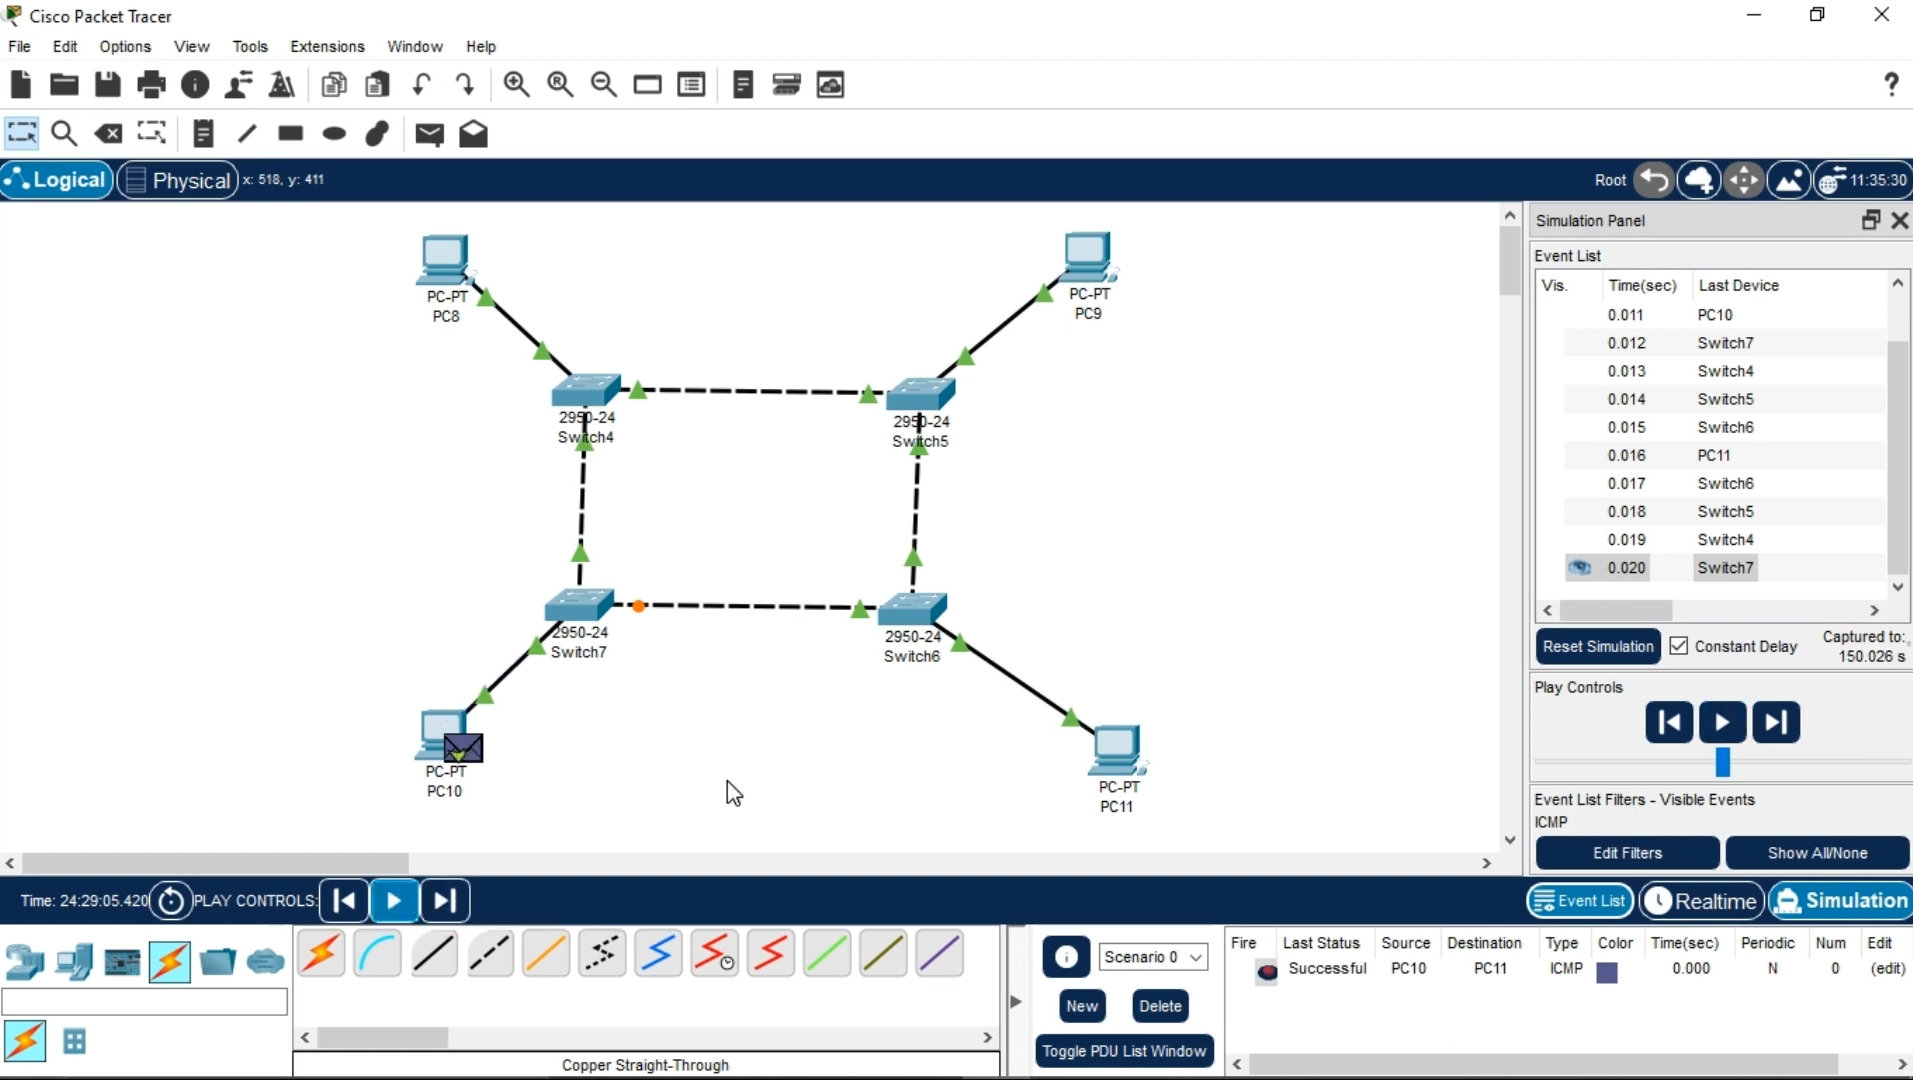 Cisco Packet Tracer
File Edit Options View Tools Extensions Window Help
?
Logical Physical x: 518, y: 411 Root 11:35:30
PC-PT
PC8
PC-PT
PC9
2950-24
Switch4
2950-24
Switch5
2950-24
Switch7
2950-24
Switch6
PC-PT
PC10
PC-PT
PC11
Simulation Panel
Event List
Vis. Time(sec) Last Device
0.011 PC10
0.012 Switch7
0.013 Switch4
0.014 Switch5
0.015 Switch6
0.016 PC11
0.017 Switch6
0.018 Switch5
0.019 Switch4
0.020 Switch7
Reset Simulation Constant Delay Captured to:
150.026 s
Play Controls
Event List Filters - Visible Events
ICMP
Edit Filters Show All/None
Time: 24:29:05.420 PLAY CONTROLS: Event List Realtime Simulation
Scenario 0
New Delete
Toggle PDU List Window
Fire Last Status Source Destination Type Color Time(sec) Periodic Num Edit
Successful PC10 PC11 ICMP 0.000 N 0 (edit)
Copper Straight-Through